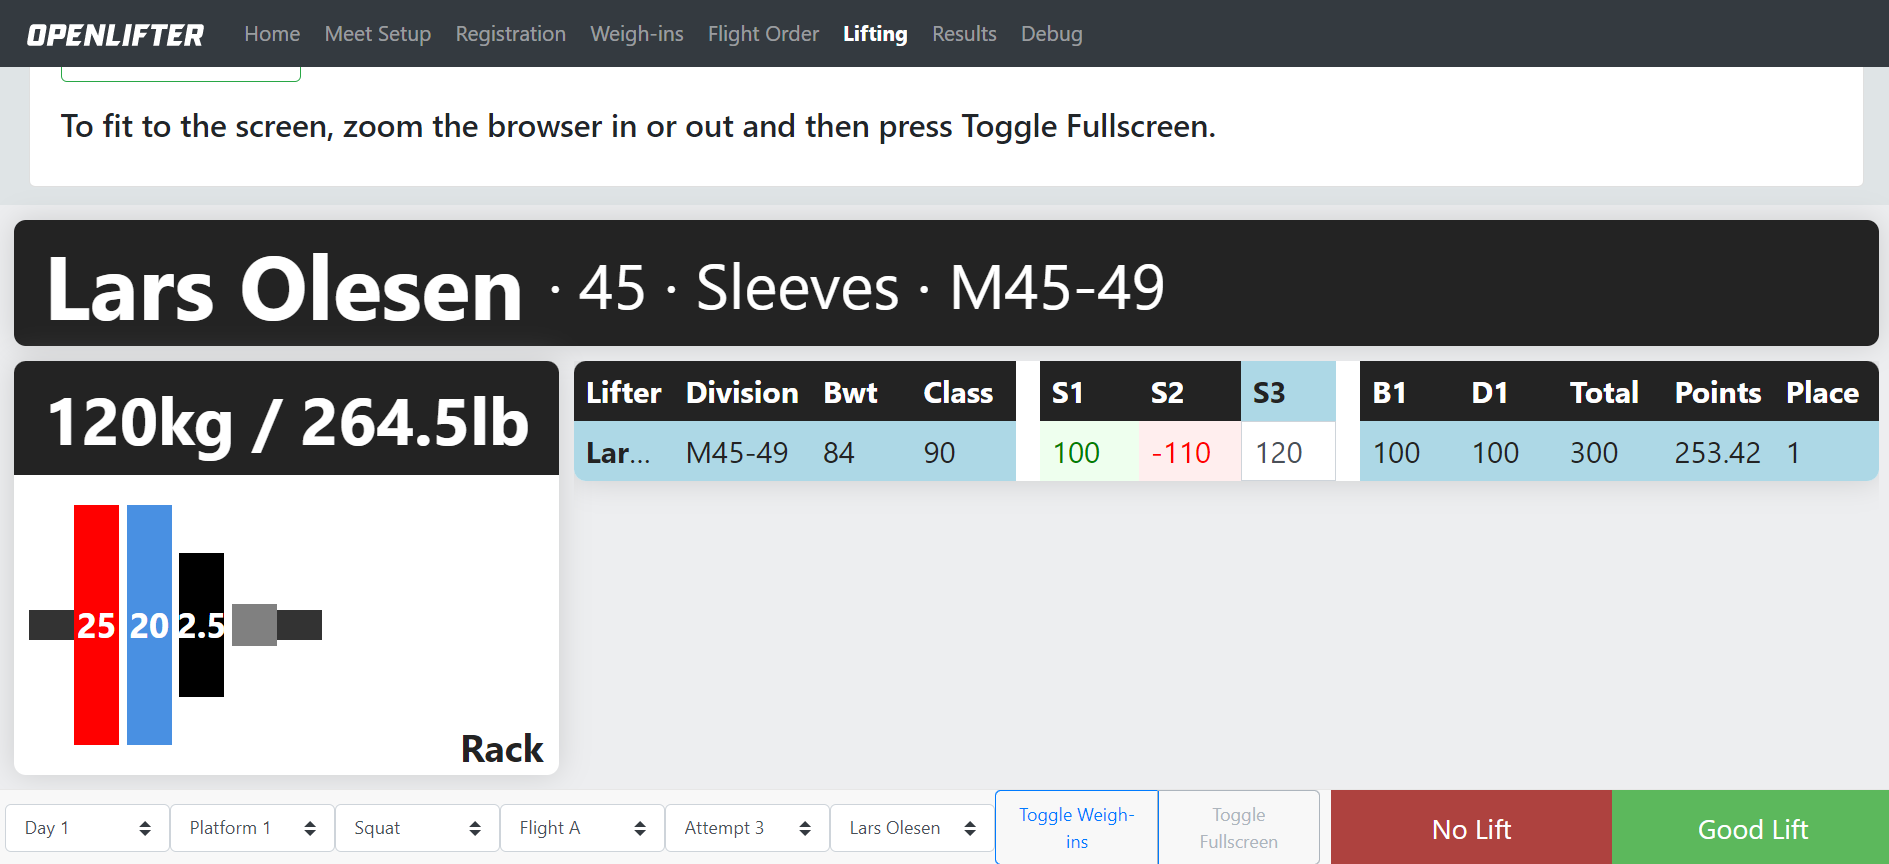 OPENLIFTER Home Meet Setup Registration Weigh-ins Flight Order Lifting Results Debug
To fit to the screen, zoom the browser in or out and then press Toggle Fullscreen.
Lars Olesen · 45 · Sleeves · M45-49
120kg / 264.5lb
25 20 2.5
Rack
Lifter Division Bwt Class S1 S2 S3 B1 D1 Total Points Place
Lar... M45-49 84 90 100 -110 120 100 100 300 253.42 1
Day 1 Platform 1 Squat Flight A Attempt 3 Lars Olesen
Toggle Weigh-
ins
Toggle
Fullscreen
No Lift Good Lift